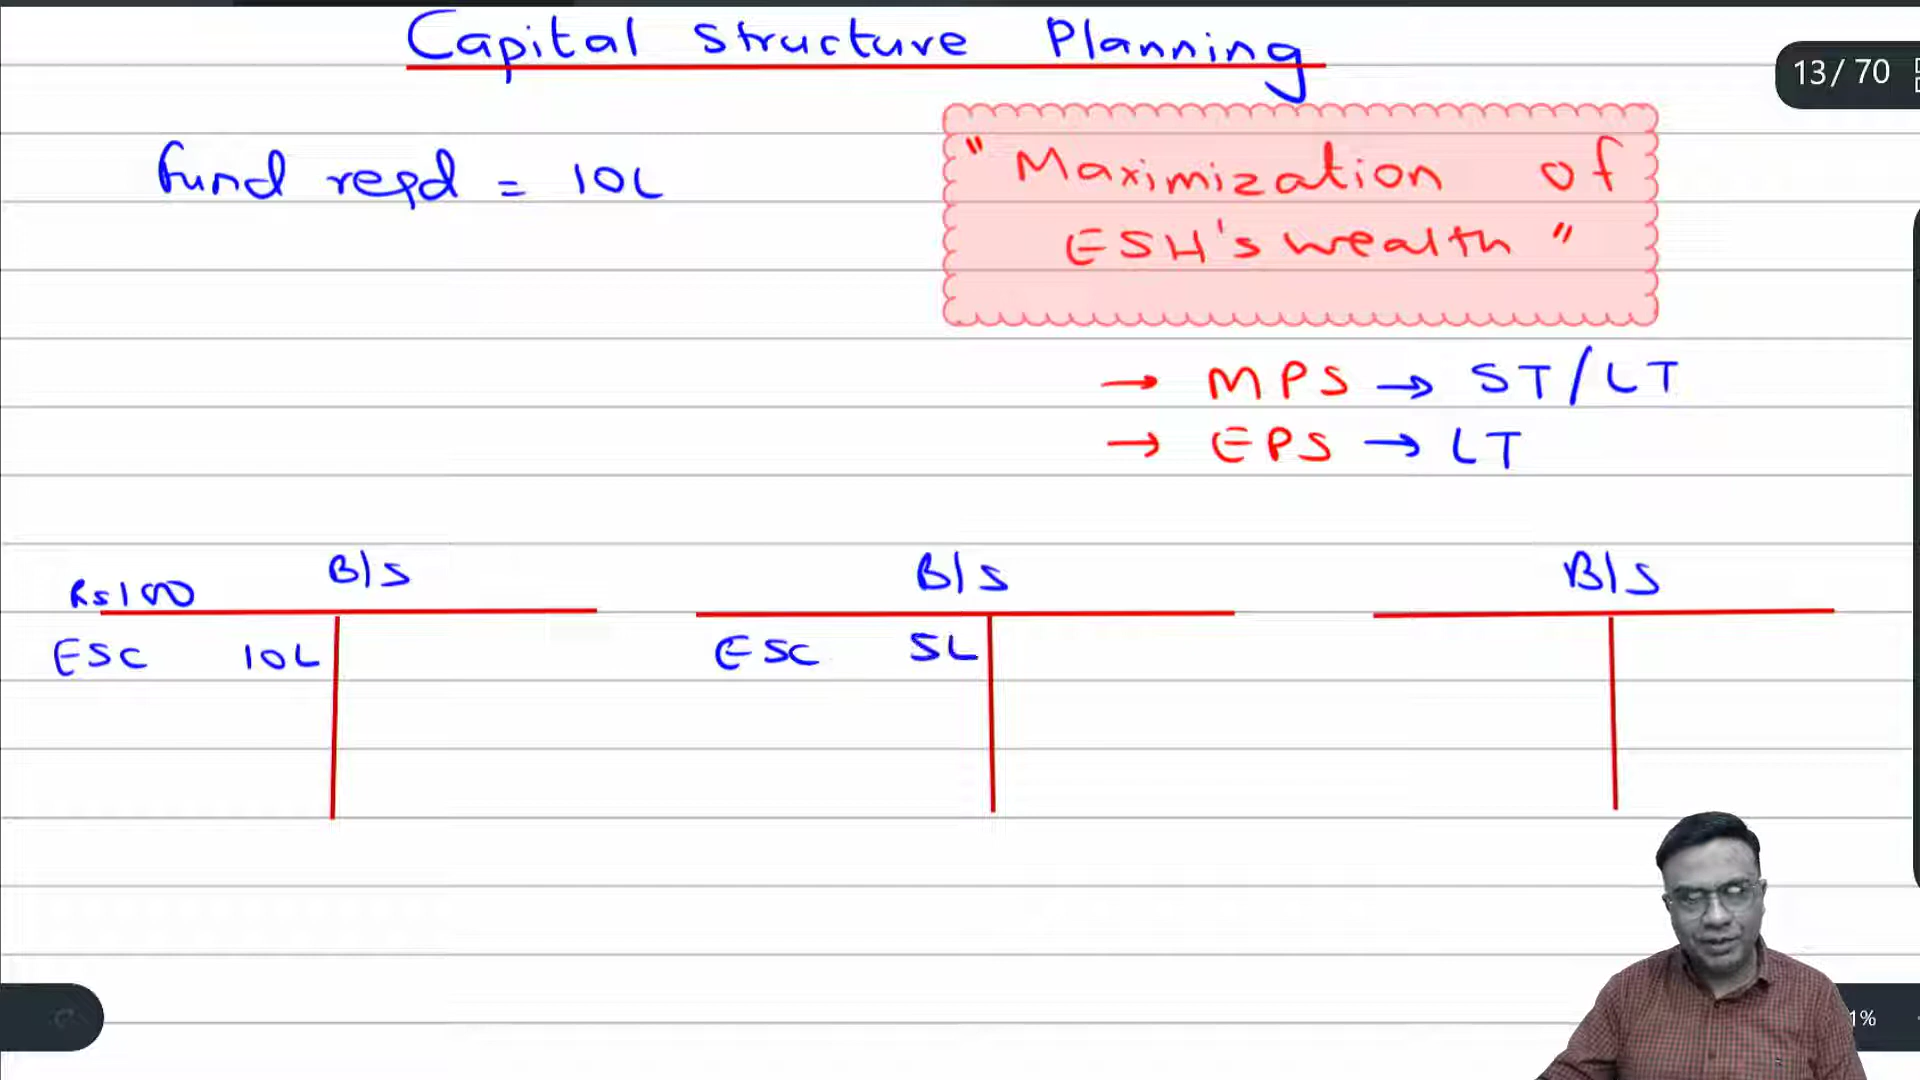 Capital Structure Planning
13/ 70
Fund reqd = 10L
" Maximization of
ESH's wealth "
→ MPS → ST/LT
→ EPS → LT
Rs100 B/S
B/S
B/S
ESC 10L
ESC 5L
1%